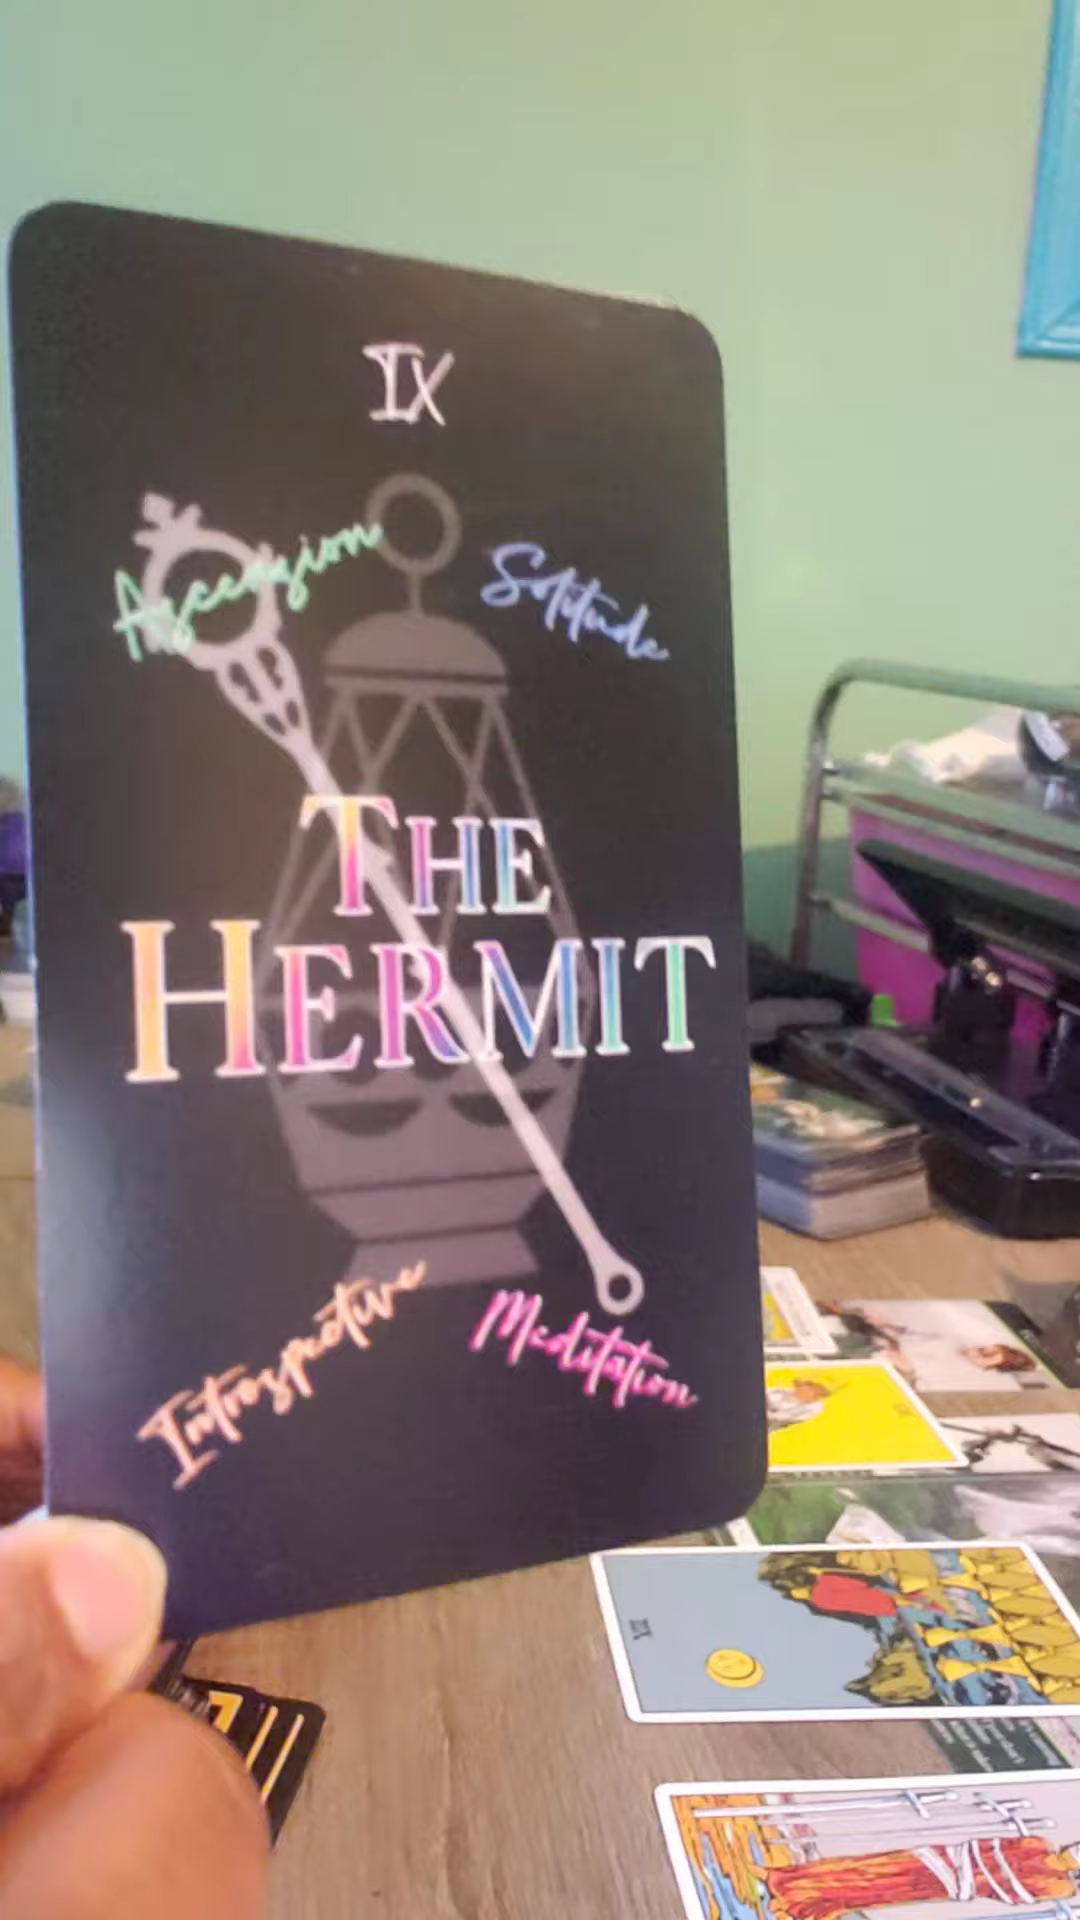 IX
Ascension
Solitude
THE
HERMIT
Introspective
Meditation